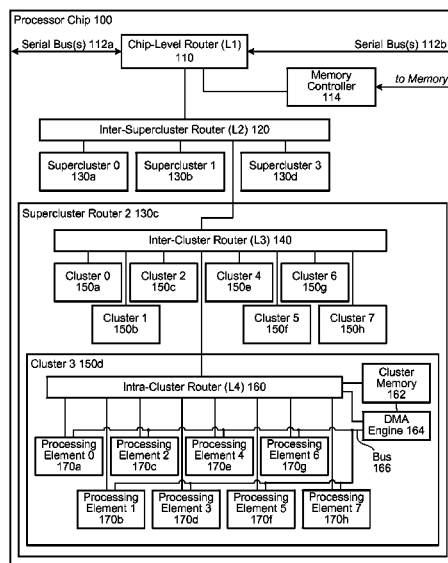 Processor Chip 100
Serial Bus(s) 112a
Chip-Level Router (L1)
110
Serial Bus(s) 112b
Memory
Controller
114
to Memory
Inter-Supercluster Router (L2) 120
Supercluster 0
130a
Supercluster 1
130b
Supercluster 3
130d
Supercluster Router 2 130c
Inter-Cluster Router (L3) 140
Cluster 0
150a
Cluster 2
150c
Cluster 4
150e
Cluster 6
150g
Cluster 1
150b
Cluster 5
150f
Cluster 7
150h
Cluster 3 150d
Intra-Cluster Router (L4) 160
Cluster
Memory
162
DMA
Engine 164
Bus
166
Processing
Element 0
170a
Processing
Element 2
170c
Processing
Element 4
170e
Processing
Element 6
170g
Processing
Element 1
170b
Processing
Element 3
170d
Processing
Element 5
170f
Processing
Element 7
170h